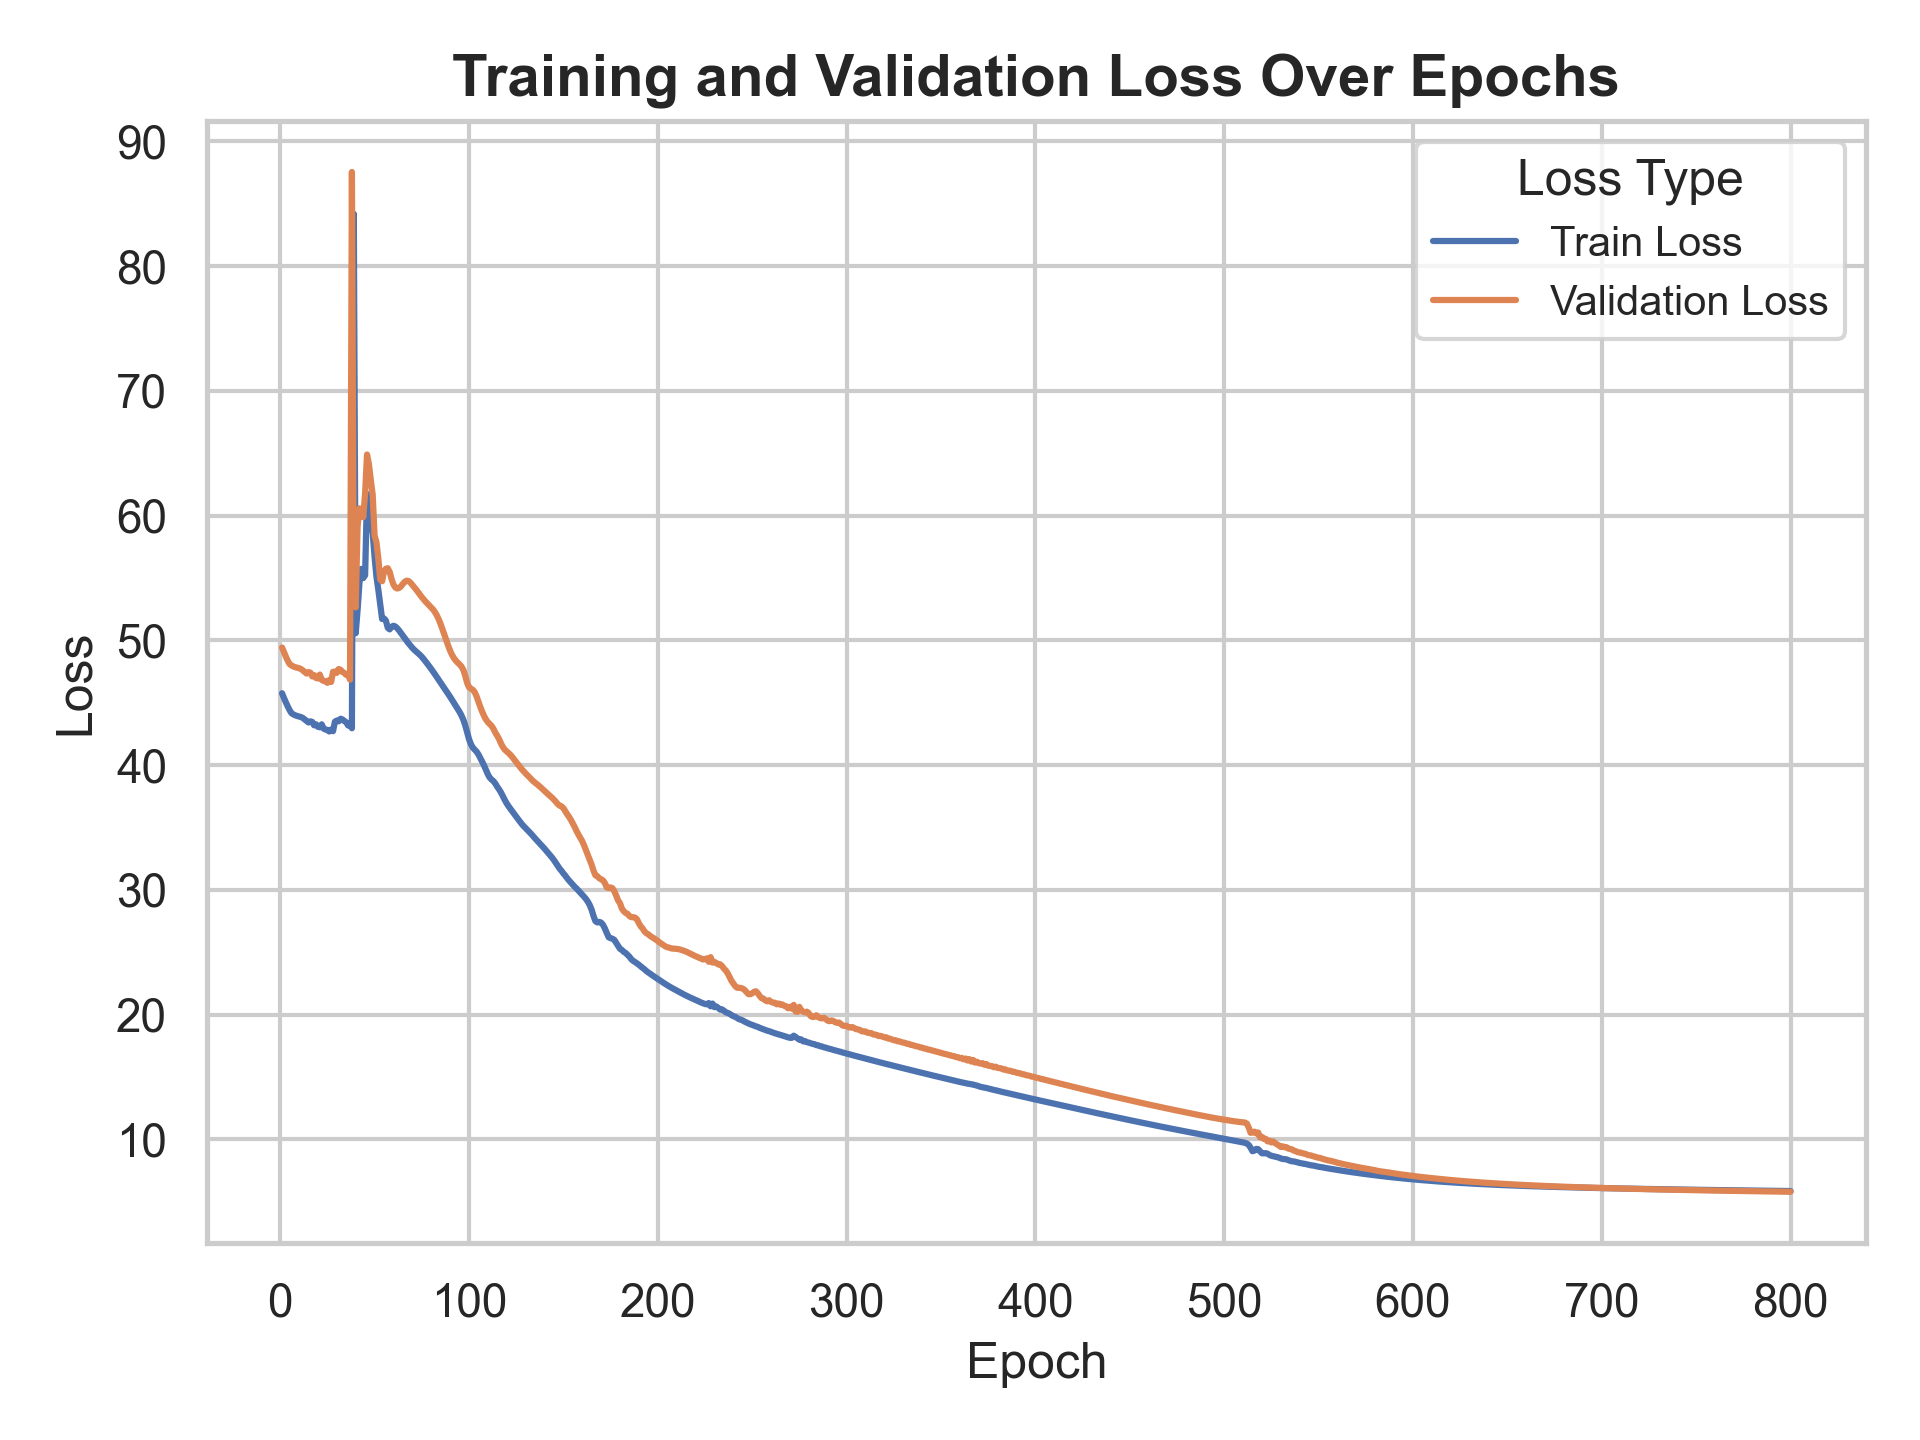 Training and Validation Loss Over Epochs
Loss Type
Train Loss
Validation Loss
90
80
70
60
50
40
30
20
10
Loss
0 100 200 300 400 500 600 700 800
Epoch